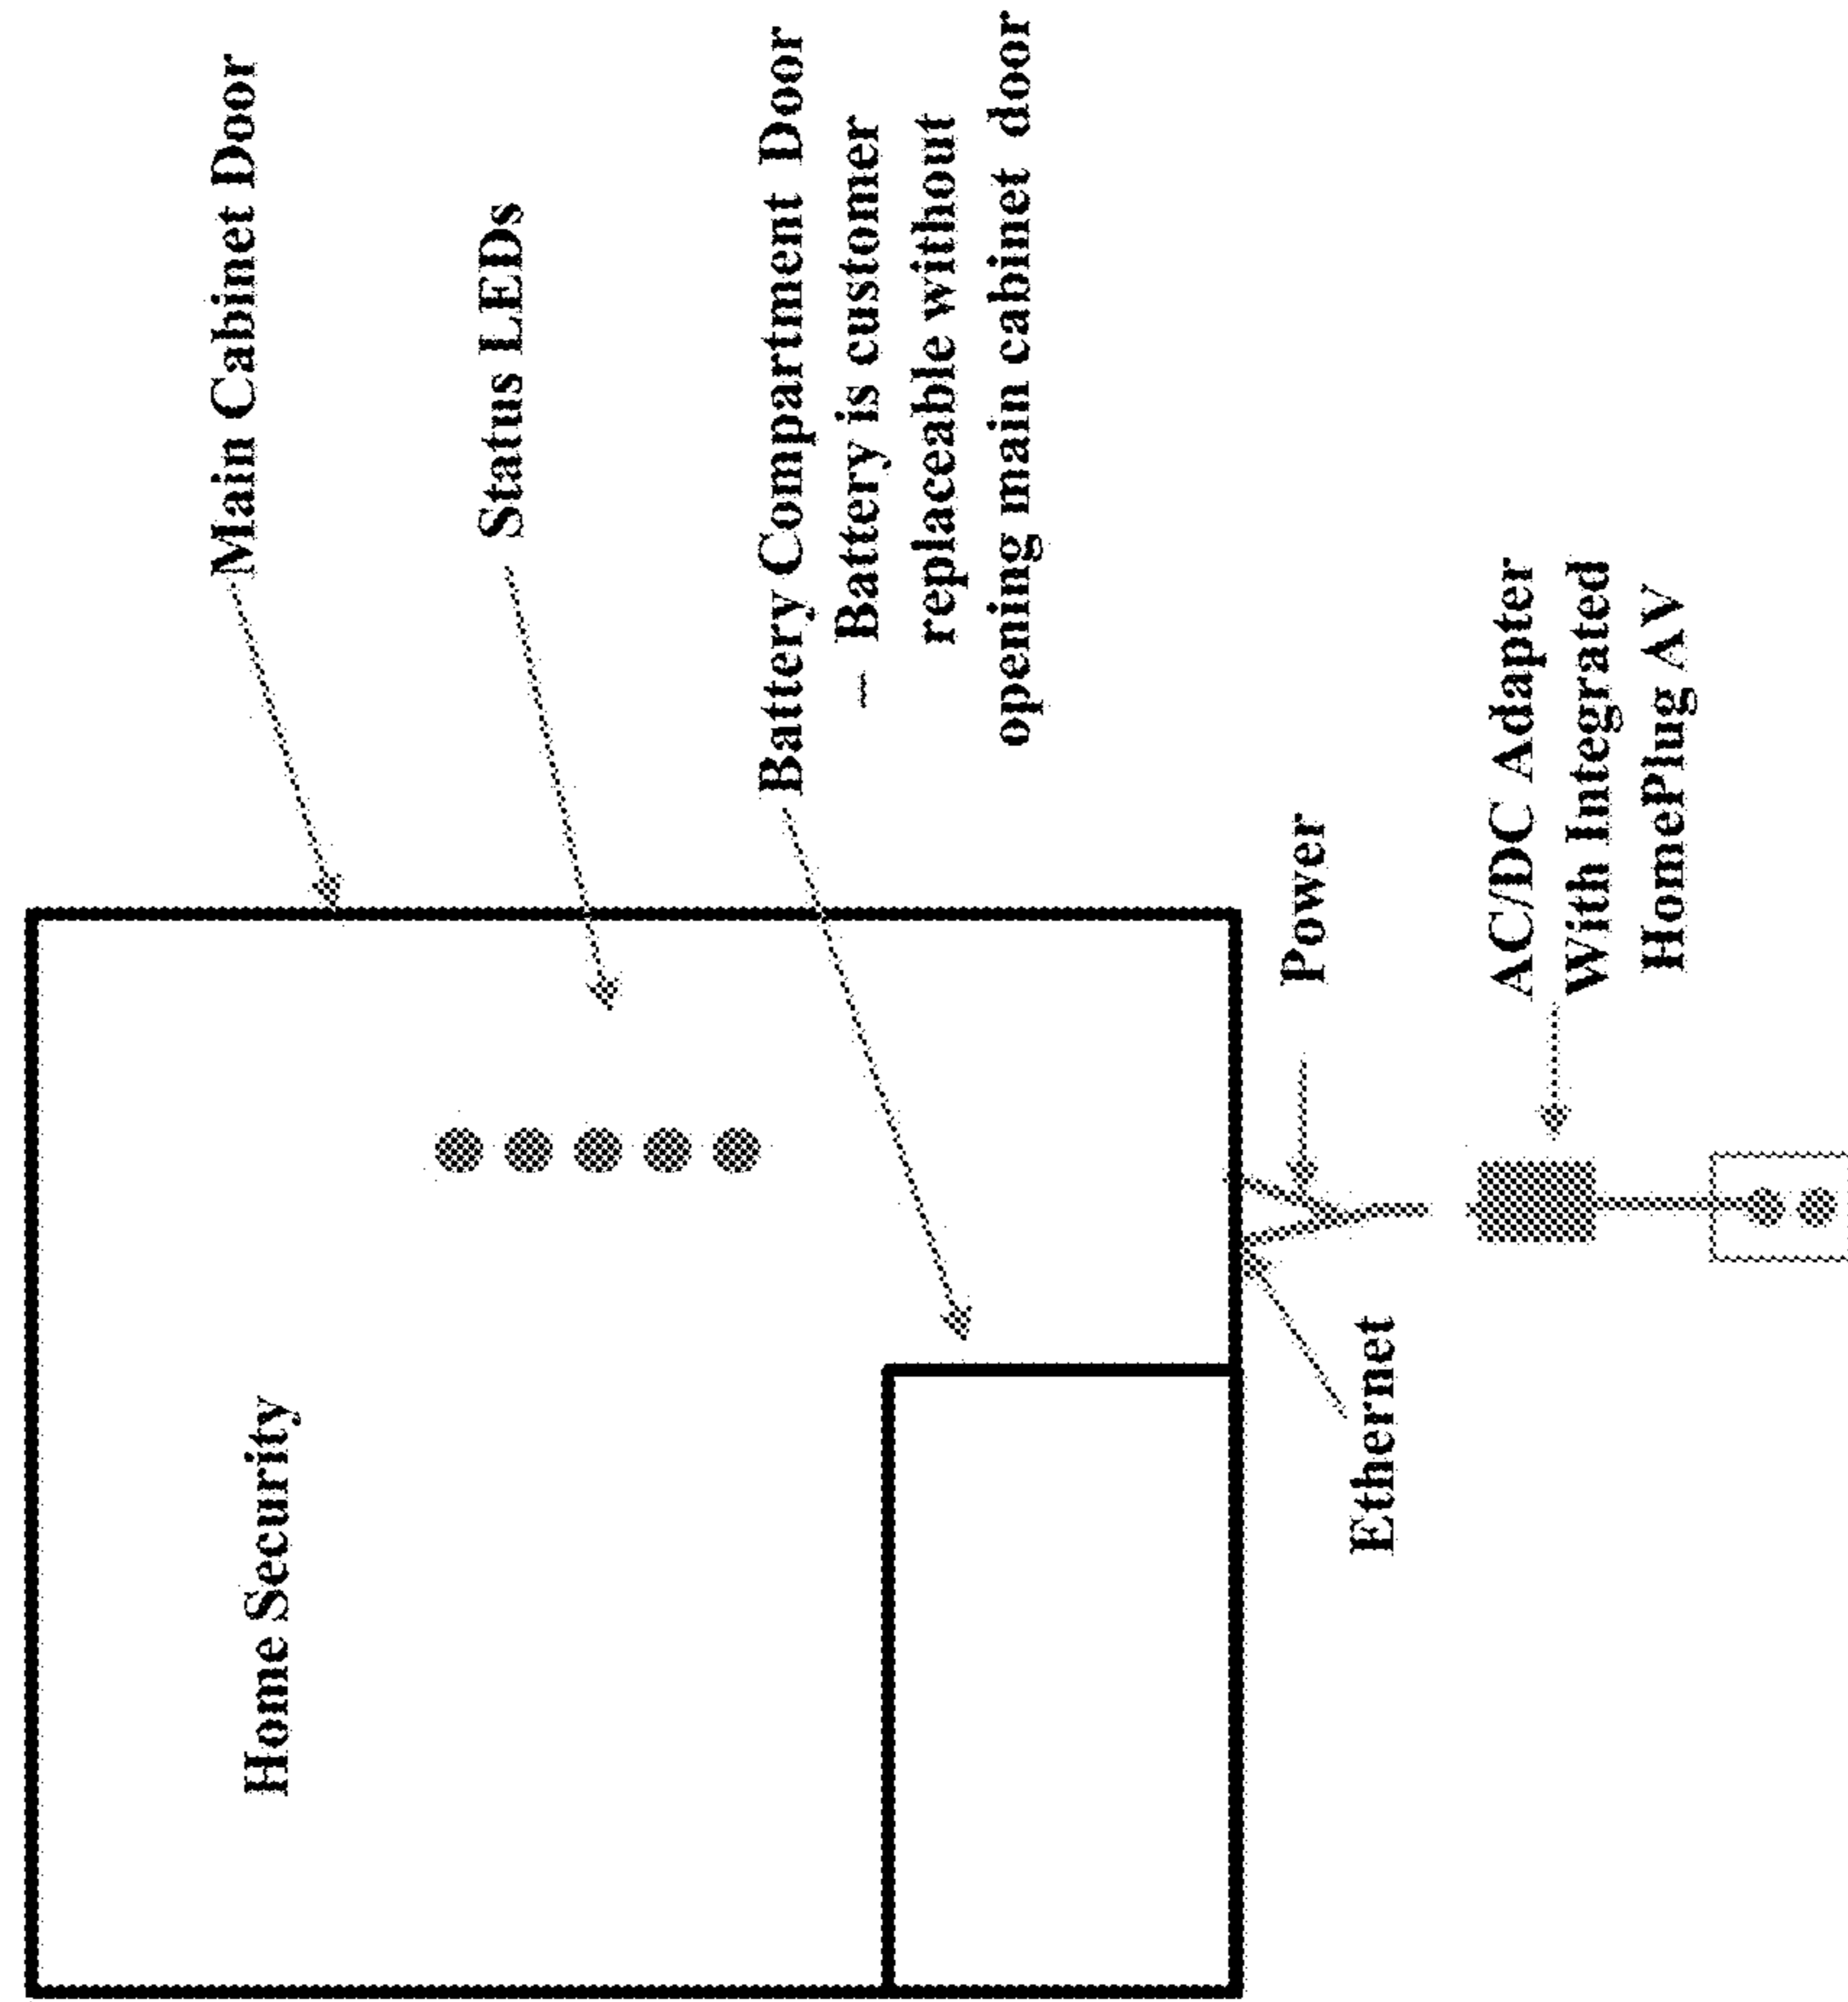 Home Security
Main Cabinet Door
Status LEDs
Battery Compartment Door
– Battery is customer
replaceable without
opening main cabinet door
Power
Ethernet
AC/DC Adapter
With Integrated
HomePlug AV